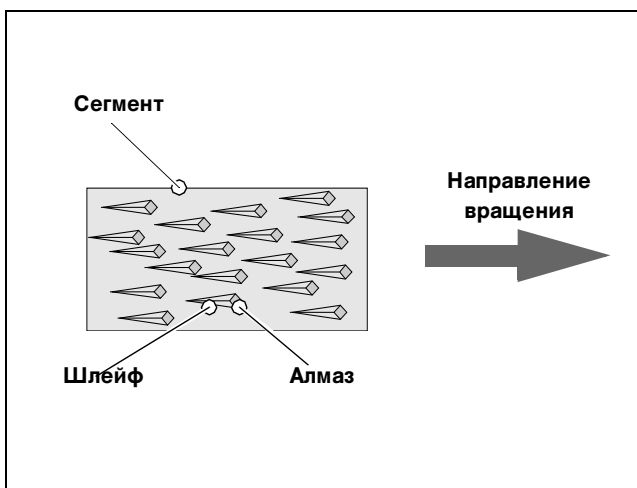 Сегмент
Направление
вращения
Шлейф
Алмаз